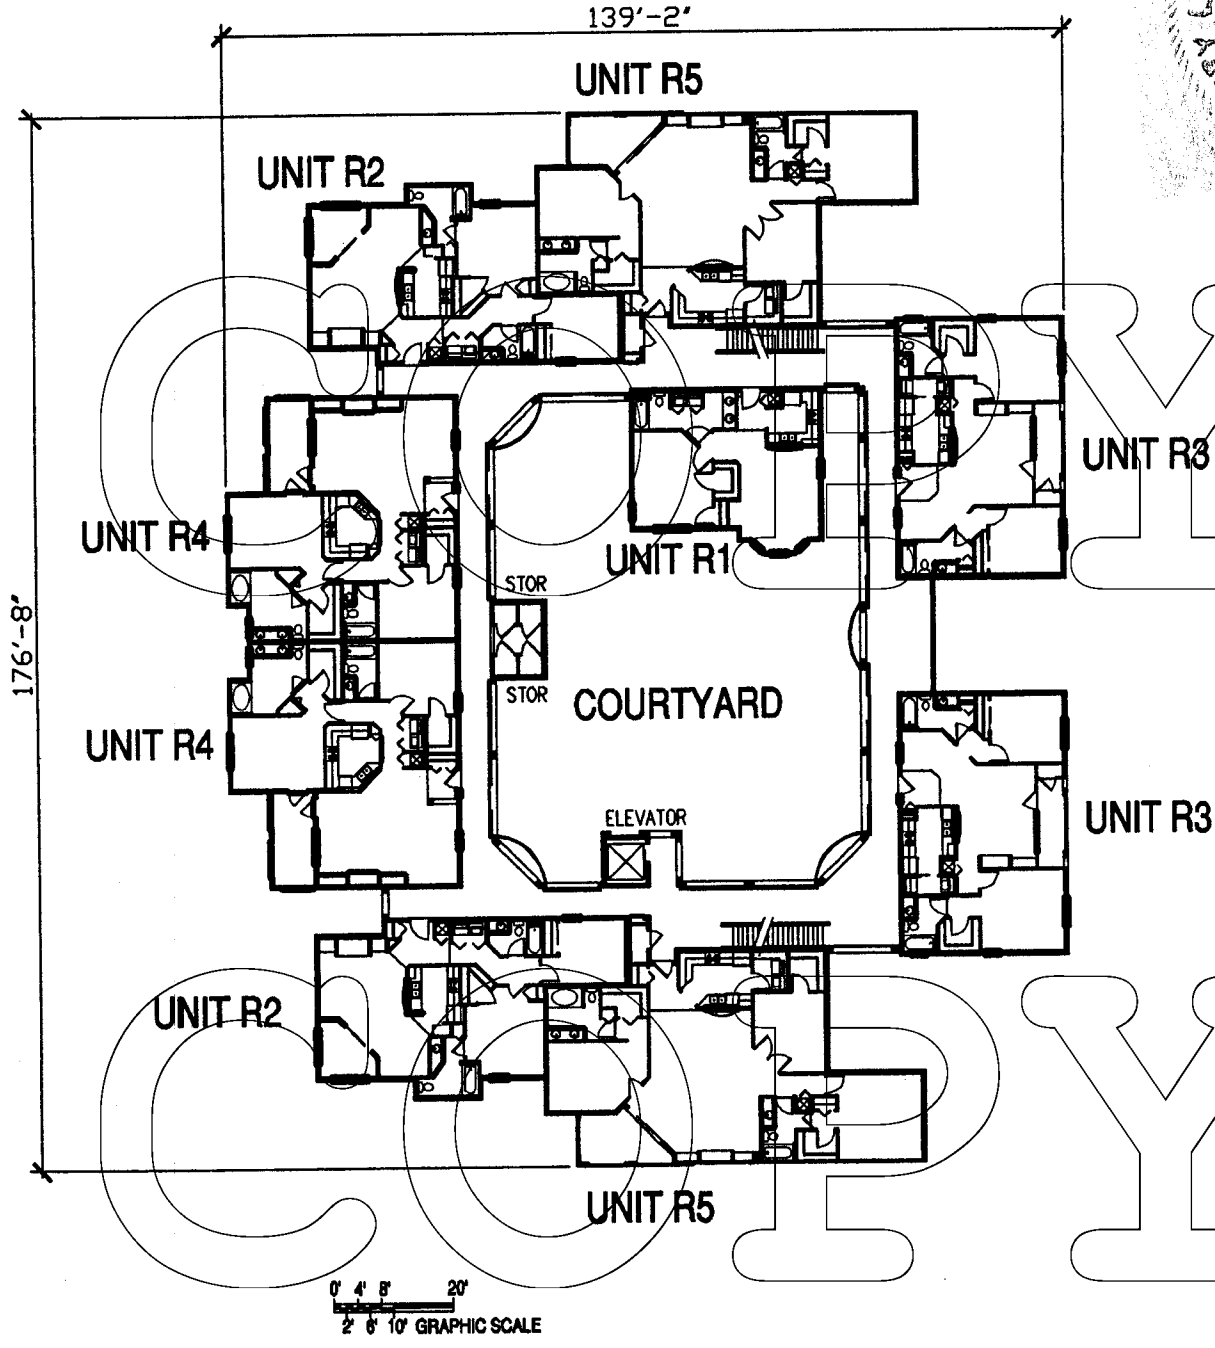 139'-2"
UNIT R5
UNIT R2
UNIT R3
UNIT R4
UNIT R1
STOR
176'-8"
STOR
COURTYARD
UNIT R4
ELEVATOR
UNIT R3
UNIT R2
UNIT R5
0' 4' 8' 20'
2' 6' 10' GRAPHIC SCALE
COPY
COPY